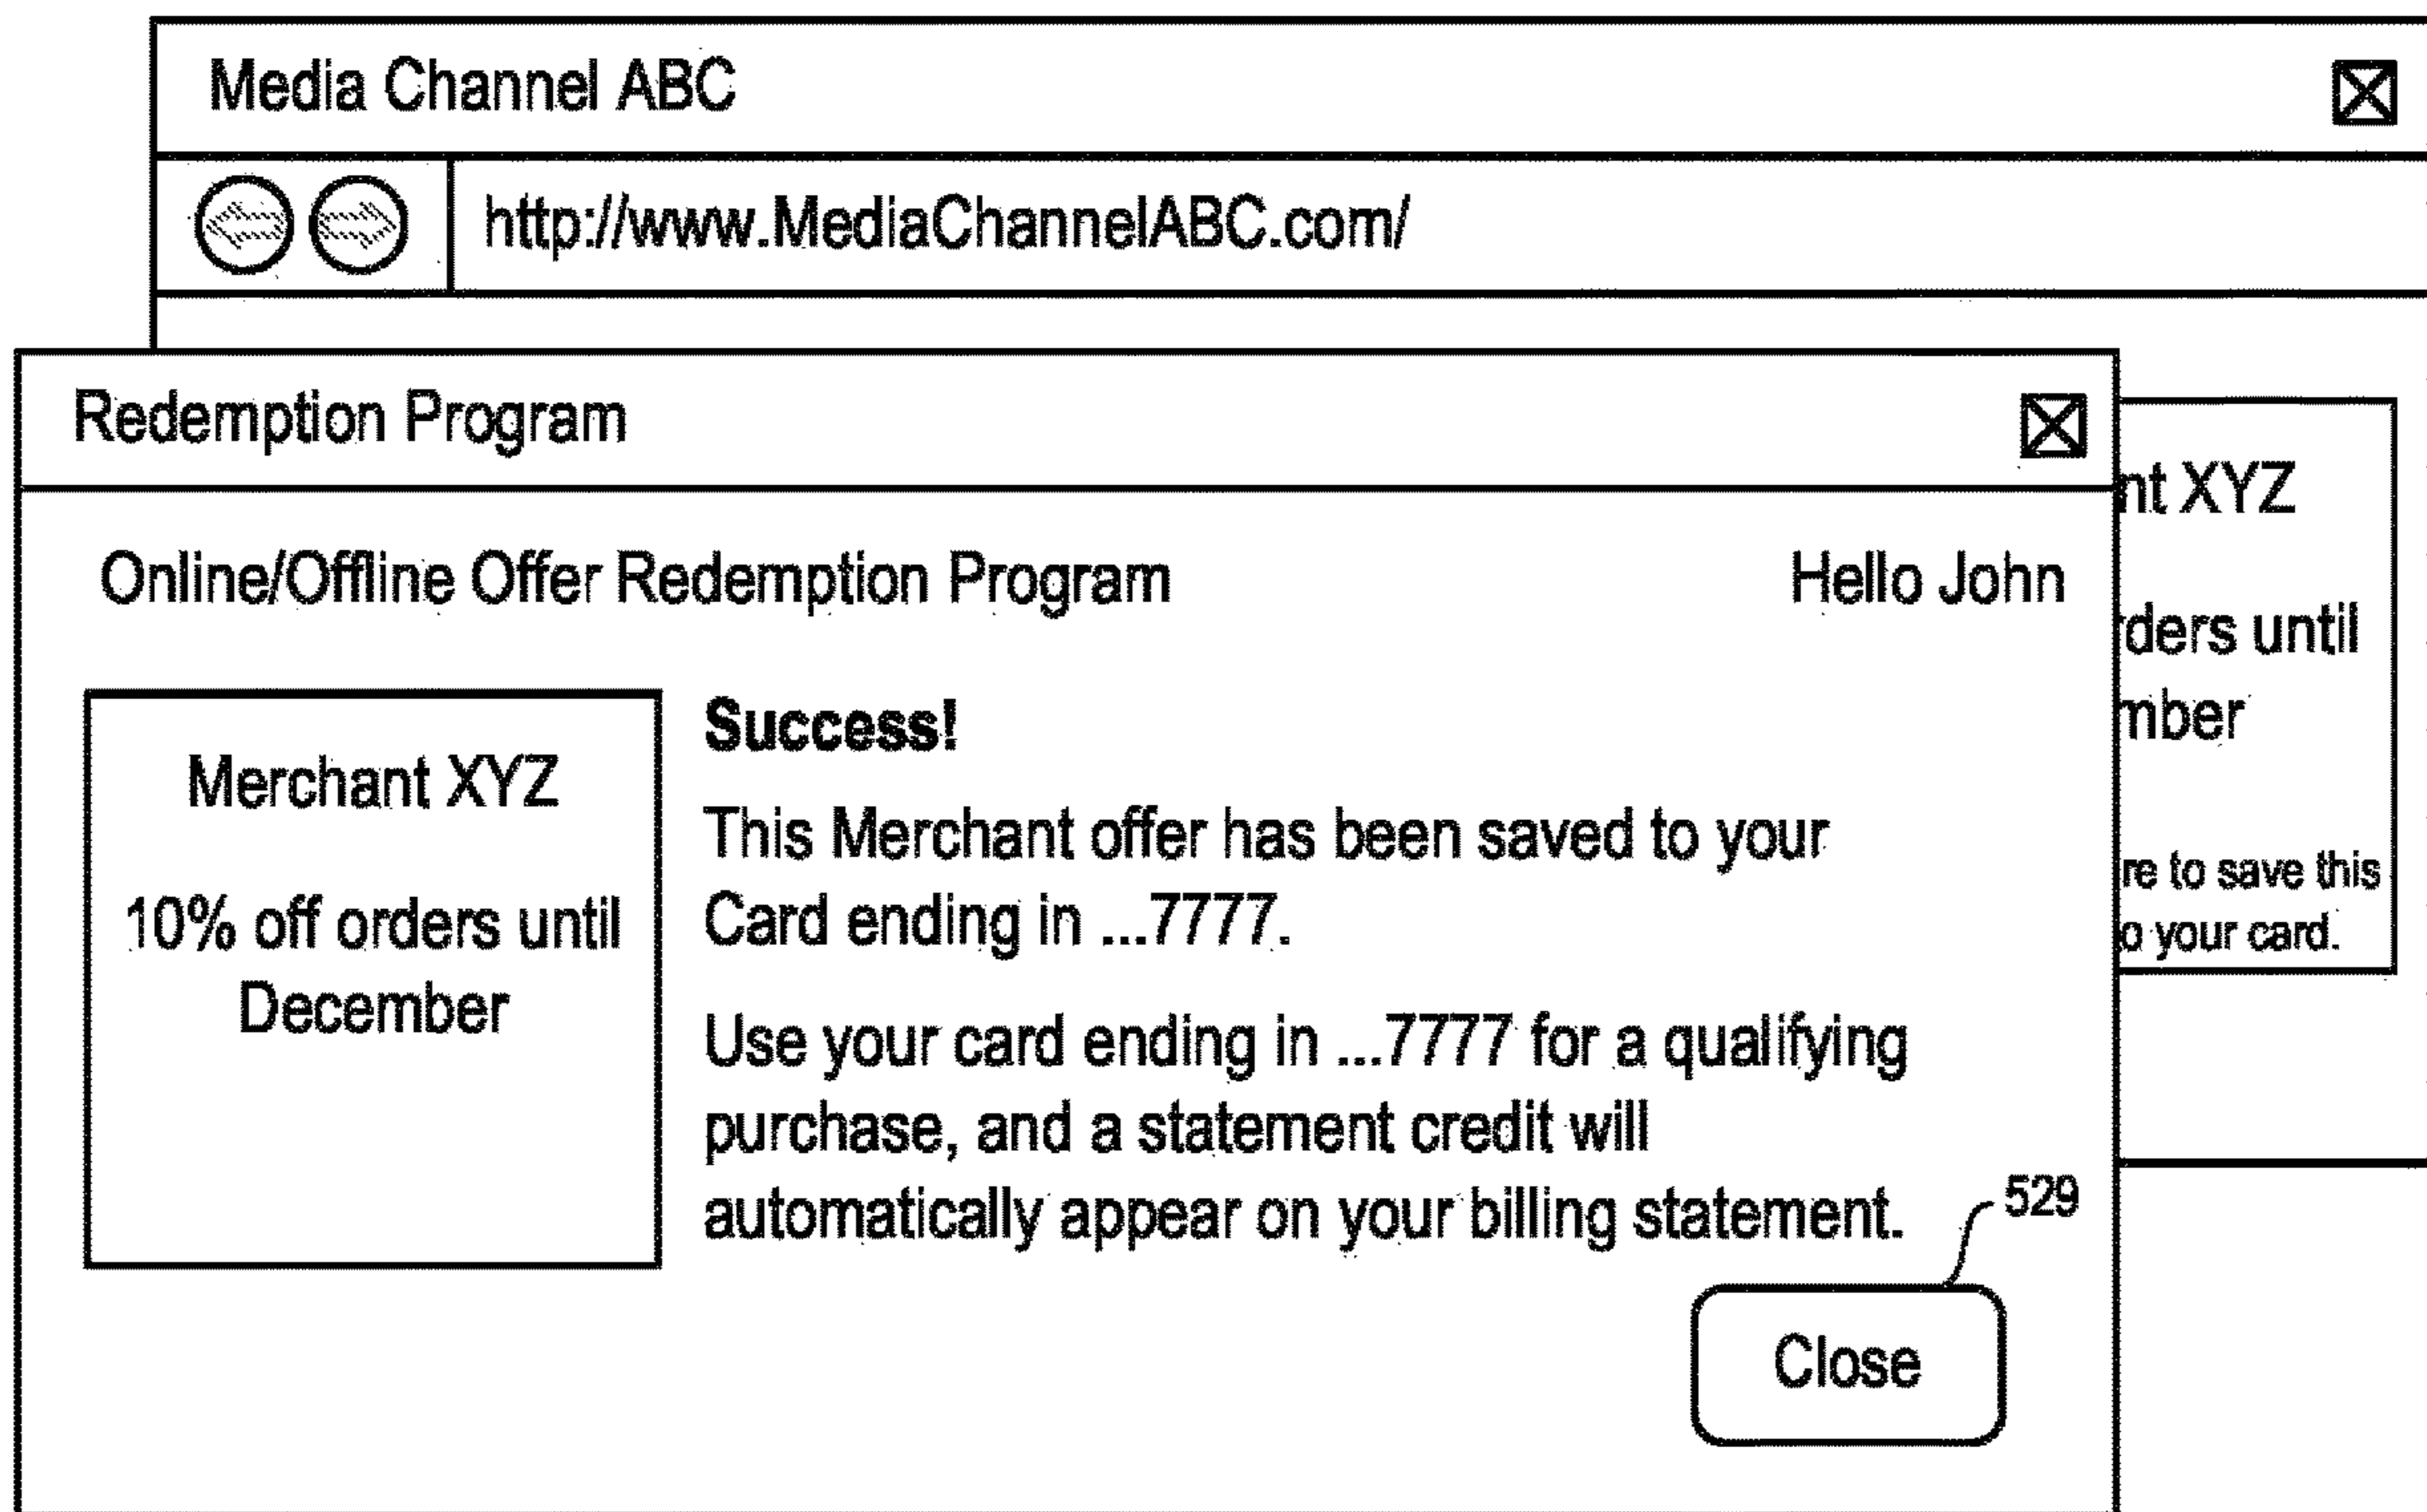 Media Channel ABC
http://www.MediaChannelABC.com/
Redemption Program
Online/Offline Offer Redemption Program
Hello John
Merchant XYZ
10% off orders until
December
Success!
This Merchant offer has been saved to your
Card ending in ...7777.
Use your card ending in ...7777 for a qualifying
purchase, and a statement credit will
automatically appear on your billing statement.
529
Close
nt XYZ
rders until
mber
re to save this
o your card.